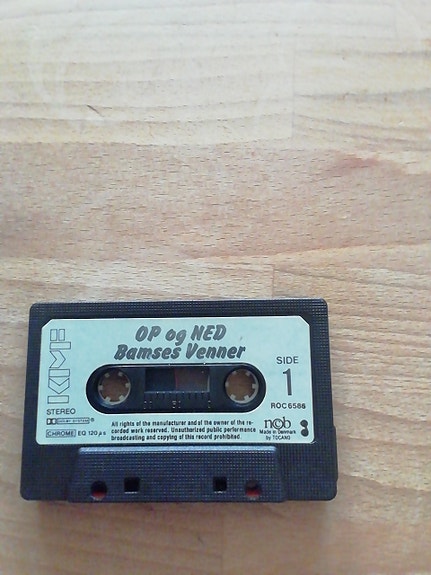 OP og NED
Bamses Venner
KMF
SIDE
1
STEREO
ROC 6586
DOLBY SYSTEM
CHROME EQ 120 µs
All rights of the manufacturer and of the owner of the re-
corded work reserved. Unauthorized public performance
broadcasting and copying of this record prohibited.
n©b
Made in Denmark
by TOCANO